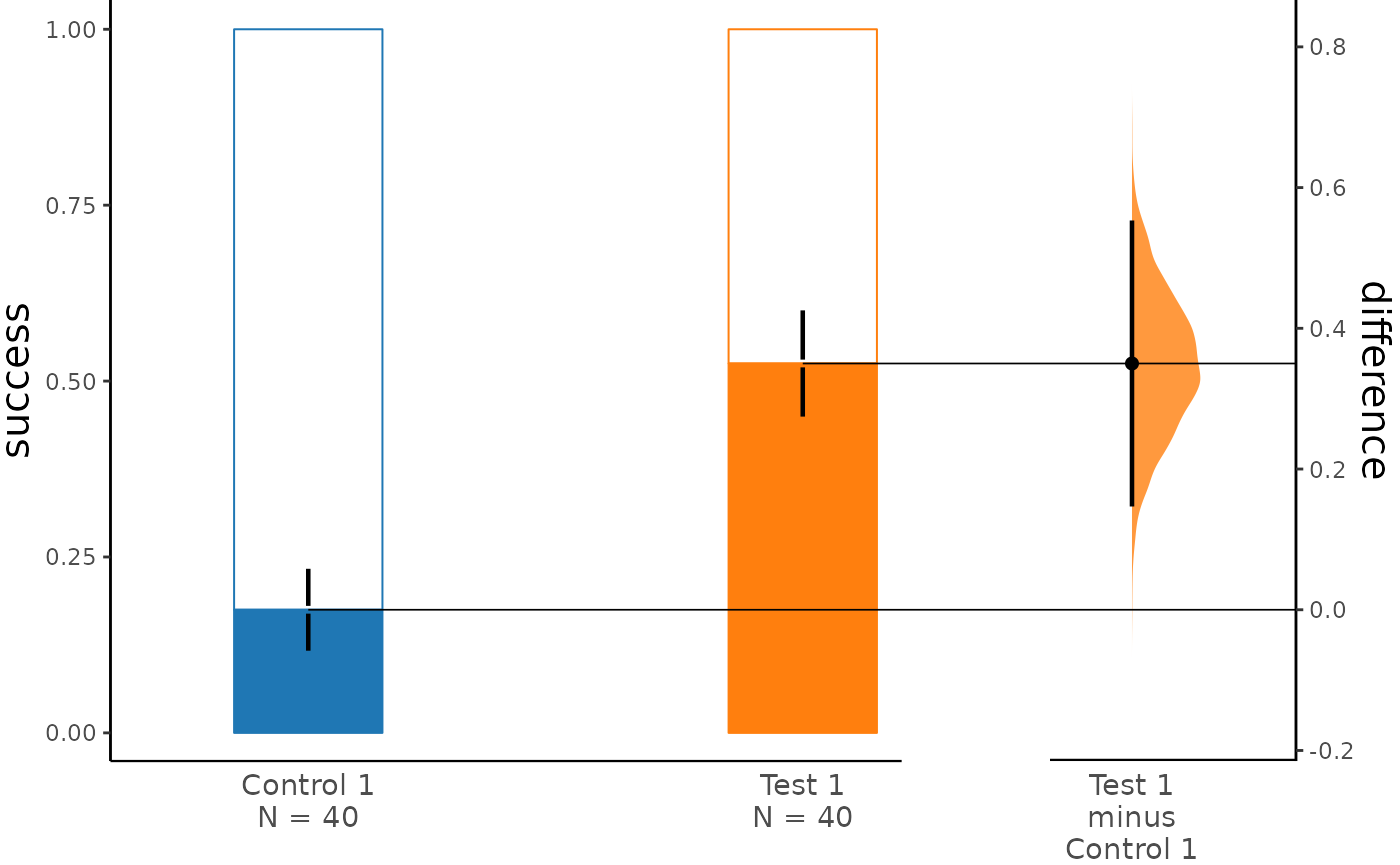 success
1.00
0.75
0.50
0.25
0.00
Control 1
N = 40
Test 1
N = 40
Test 1
minus
Control 1
0.8
0.6
0.4
0.2
0.0
-0.2
difference